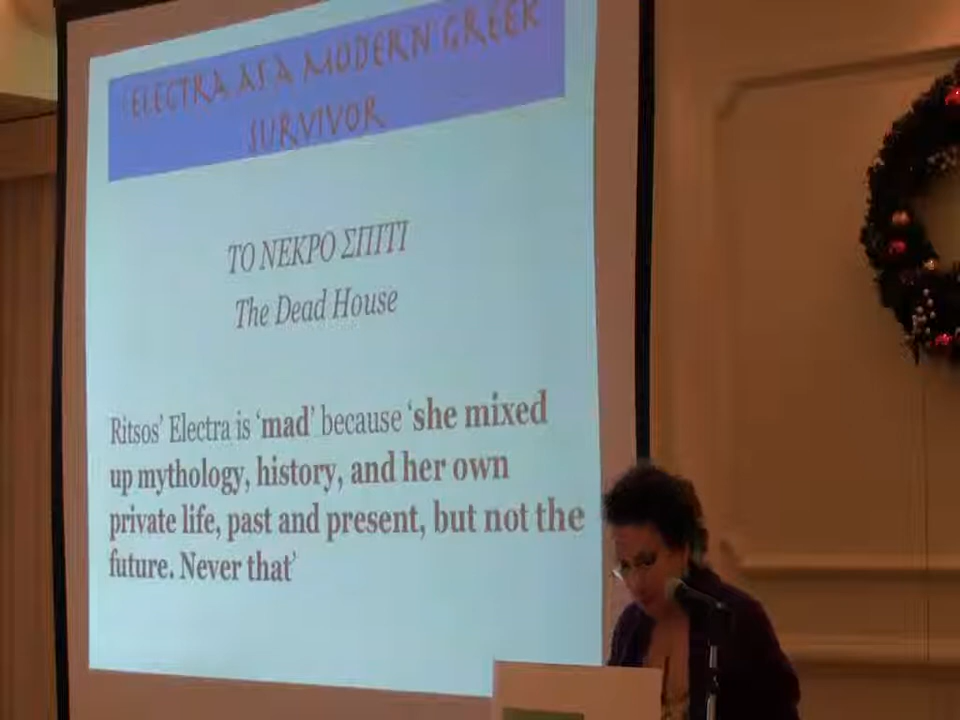 ELECTRA AS A MODERN GREEK
SURVIVOR
ΤΟ ΝΕΚΡΟ ΣΠΙΤΙ
The Dead House
Ritsos’ Electra is ‘mad’ because ‘she mixed
up mythology, history, and her own
private life, past and present, but not the
future. Never that’